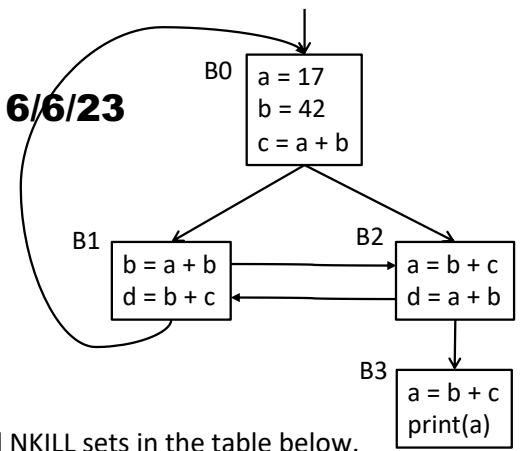 B0
a = 17
b = 42
c = a + b
6/6/23
B1
b = a + b
d = b + c
B2
a = b + c
d = a + b
B3
a = b + c
print(a)
NKILL sets in the table below.